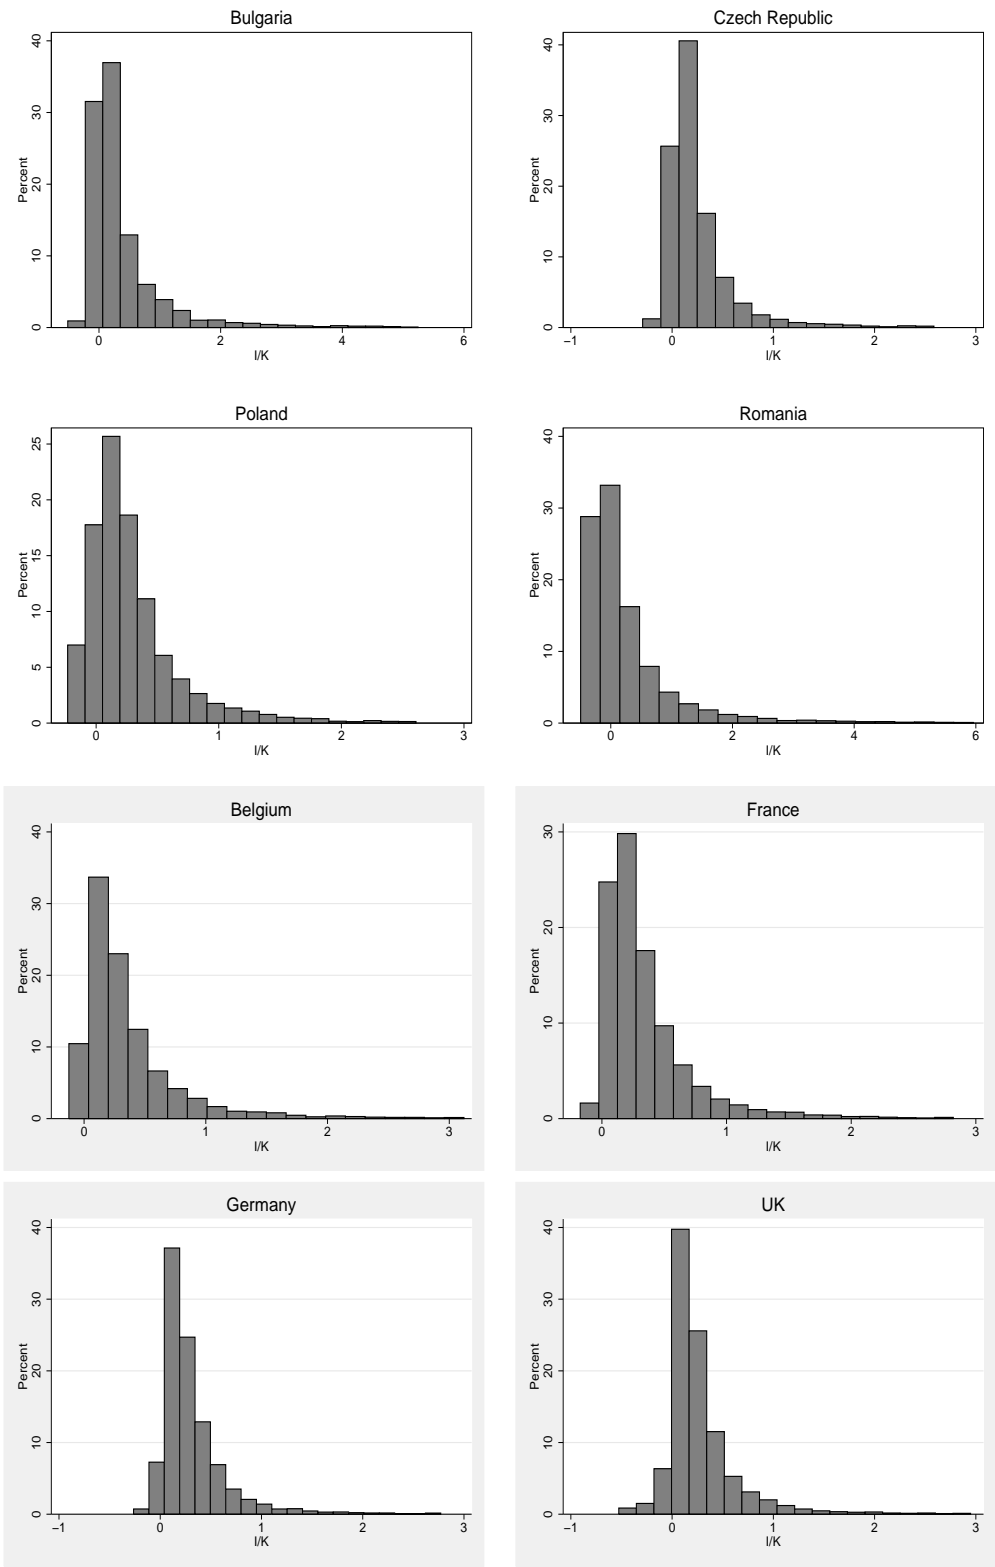 Bulgaria
Percent
0 10 20 30 40
0 2 4 6
I/K
Czech Republic
Percent
0 10 20 30 40
−1 0 1 2 3
I/K
Poland
Percent
0 5 10 15 20 25
0 1 2 3
I/K
Romania
Percent
0 10 20 30 40
0 2 4 6
I/K
Belgium
Percent
0 10 20 30 40
0 1 2 3
I/K
France
Percent
0 10 20 30
0 1 2 3
I/K
Germany
Percent
0 10 20 30 40
−1 0 1 2 3
I/K
UK
Percent
0 10 20 30 40
−1 0 1 2 3
I/K